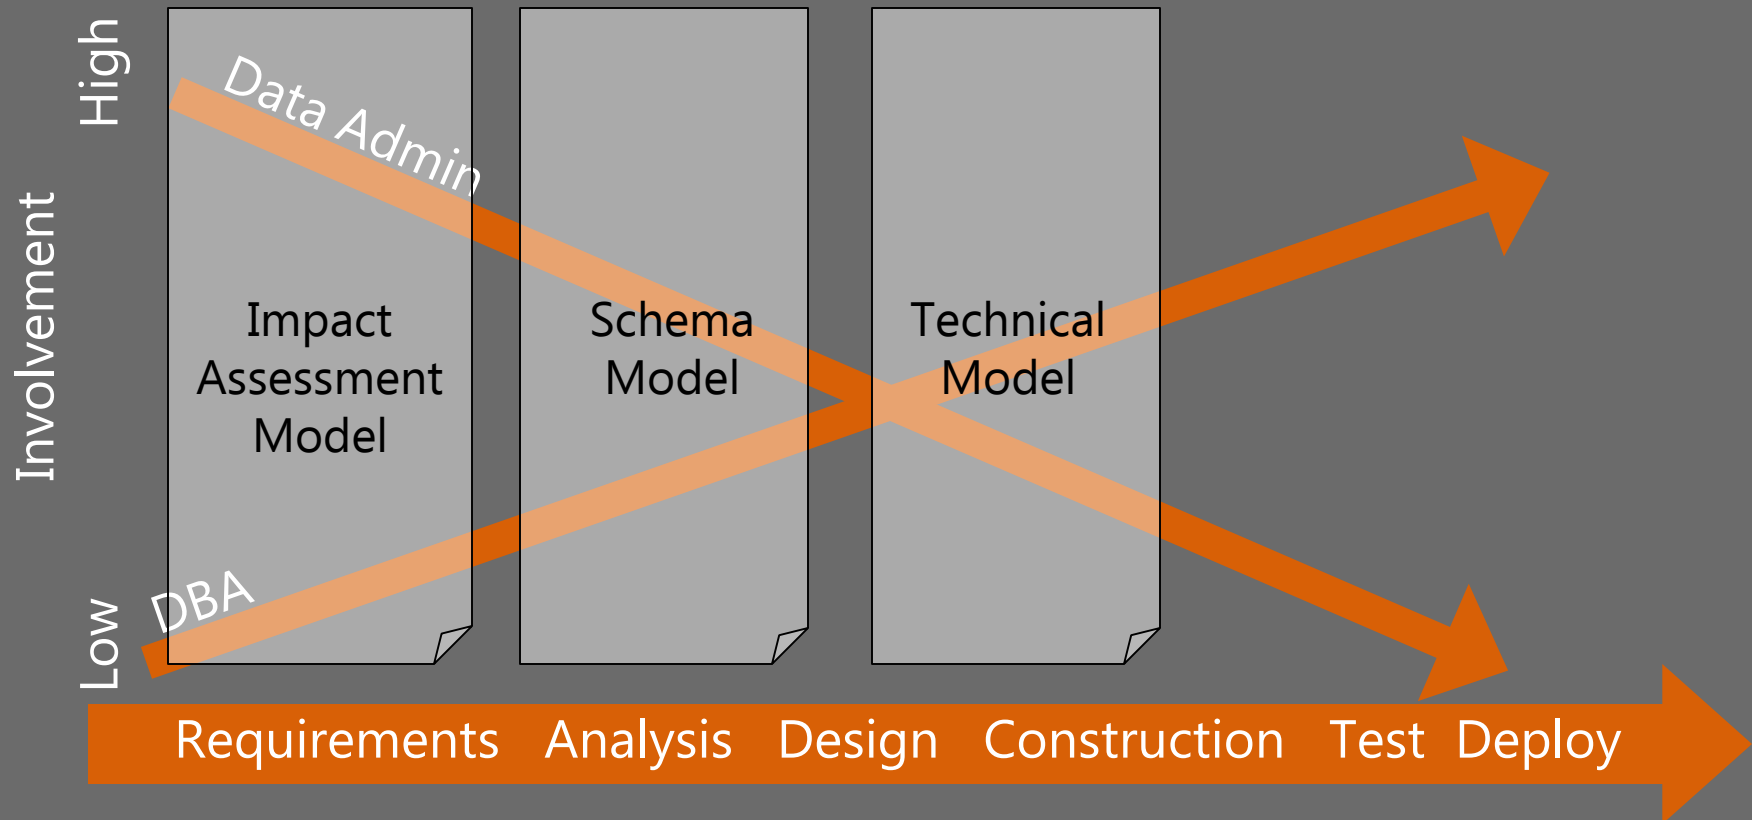 High
Involvement
Low
Data Admin
DBA
Impact
Assessment
Model
Schema
Model
Technical
Model
Requirements Analysis Design Construction Test Deploy